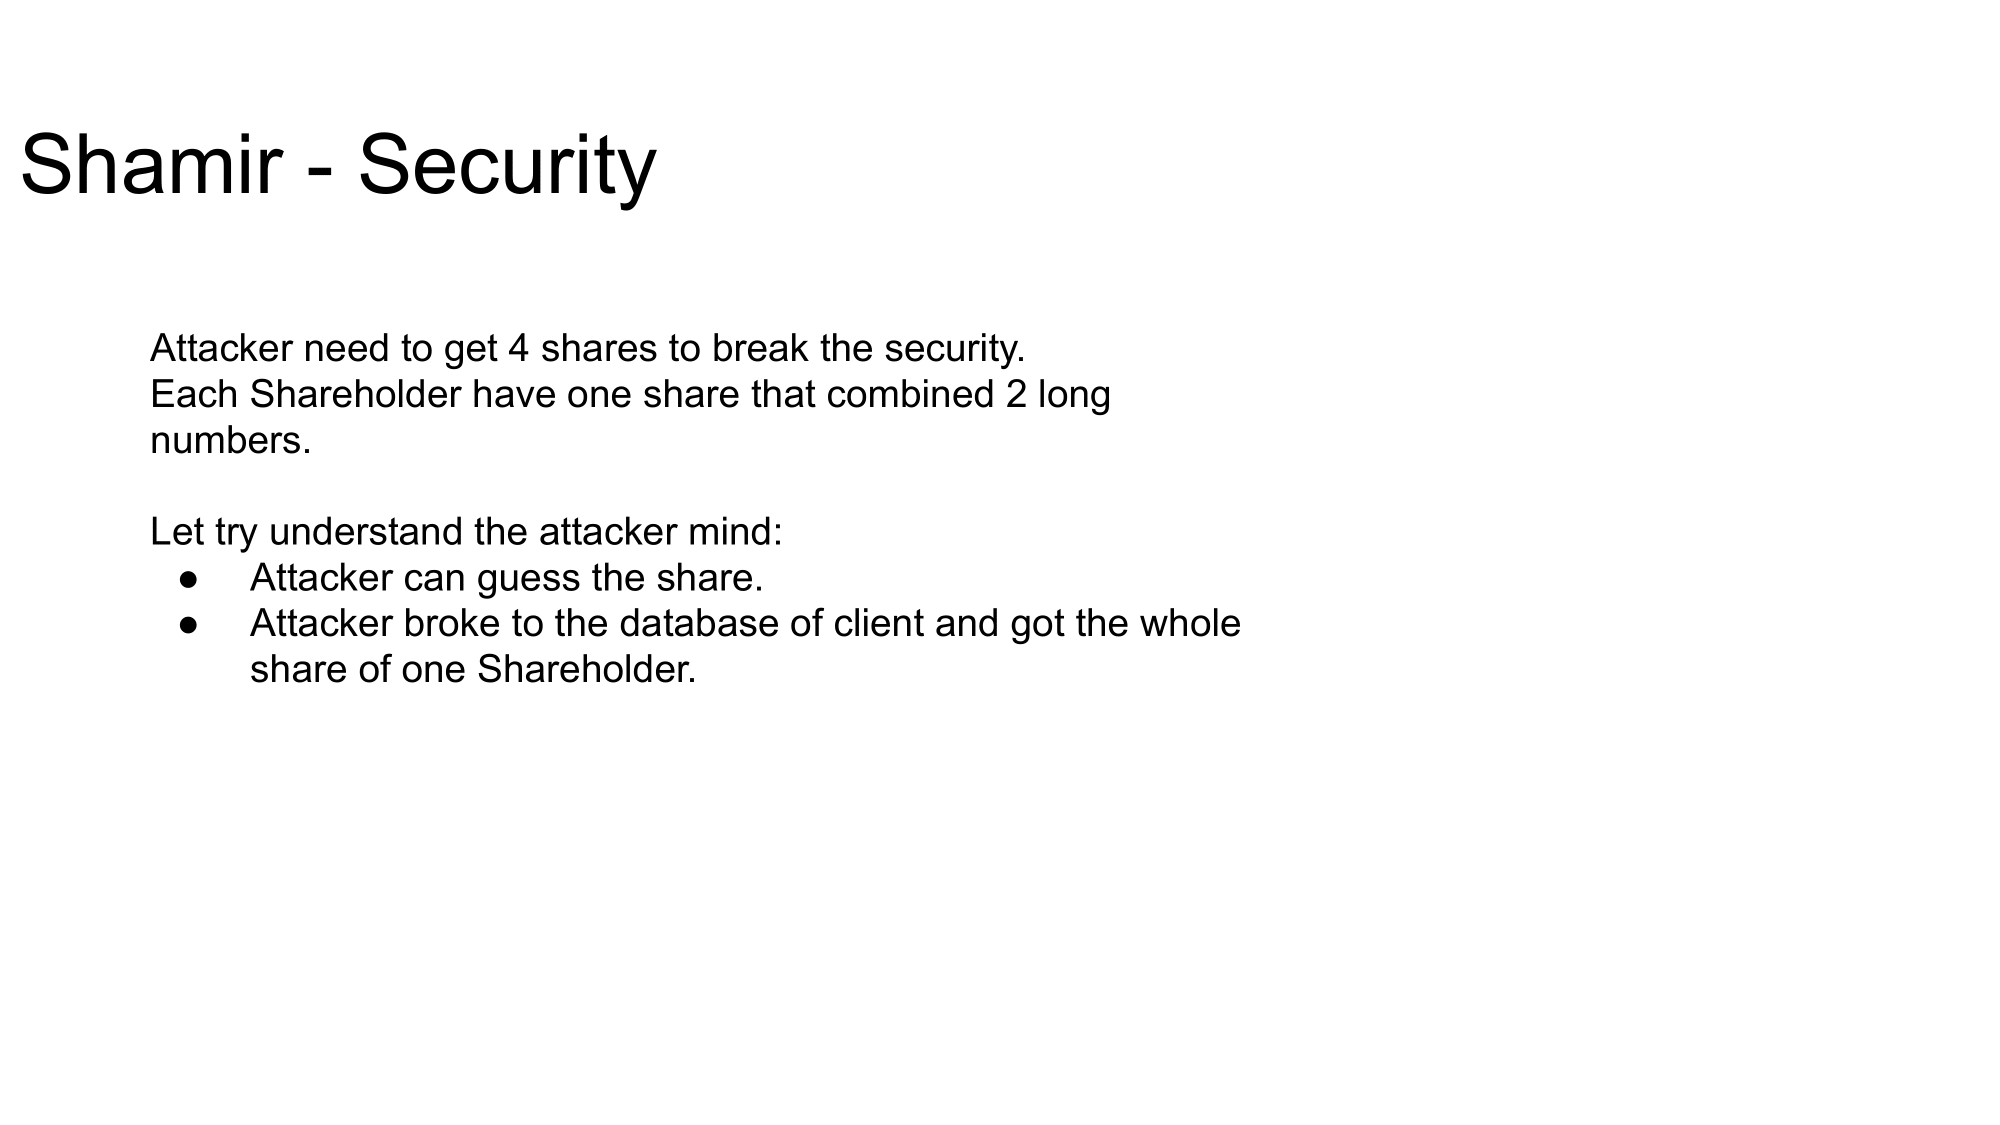 Shamir - Security
Attacker need to get 4 shares to break the security.
Each Shareholder have one share that combined 2 long
numbers.
Let try understand the attacker mind:
● Attacker can guess the share.
● Attacker broke to the database of client and got the whole
share of one Shareholder.